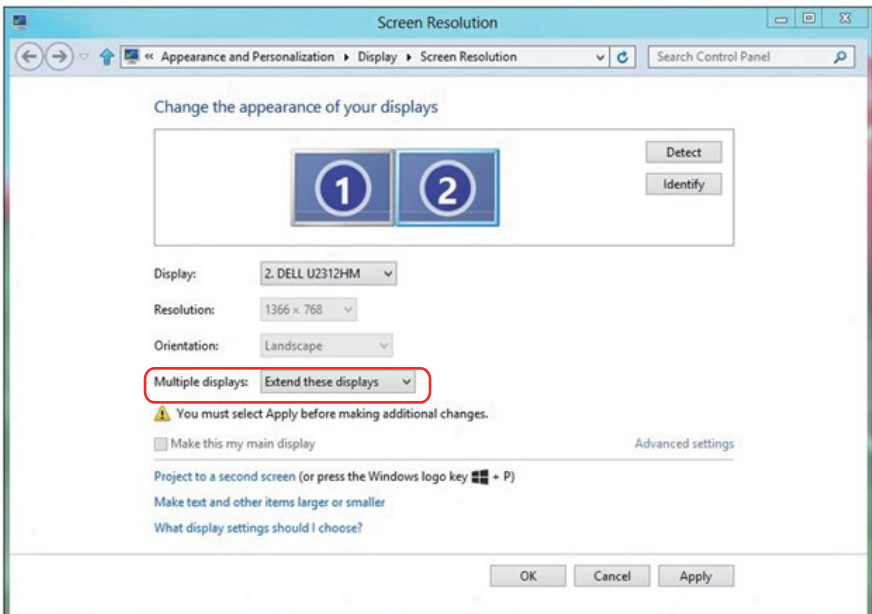 Screen Resolution
« Appearance and Personalization ▸ Display ▸ Screen Resolution
Search Control Panel
Change the appearance of your displays
1 2
Detect
Identify
Display: 2. DELL U2312HM
Resolution: 1366 × 768
Orientation: Landscape
Multiple displays: Extend these displays
You must select Apply before making additional changes.
Make this my main display Advanced settings
Project to a second screen (or press the Windows logo key + P)
Make text and other items larger or smaller
What display settings should I choose?
OK Cancel Apply